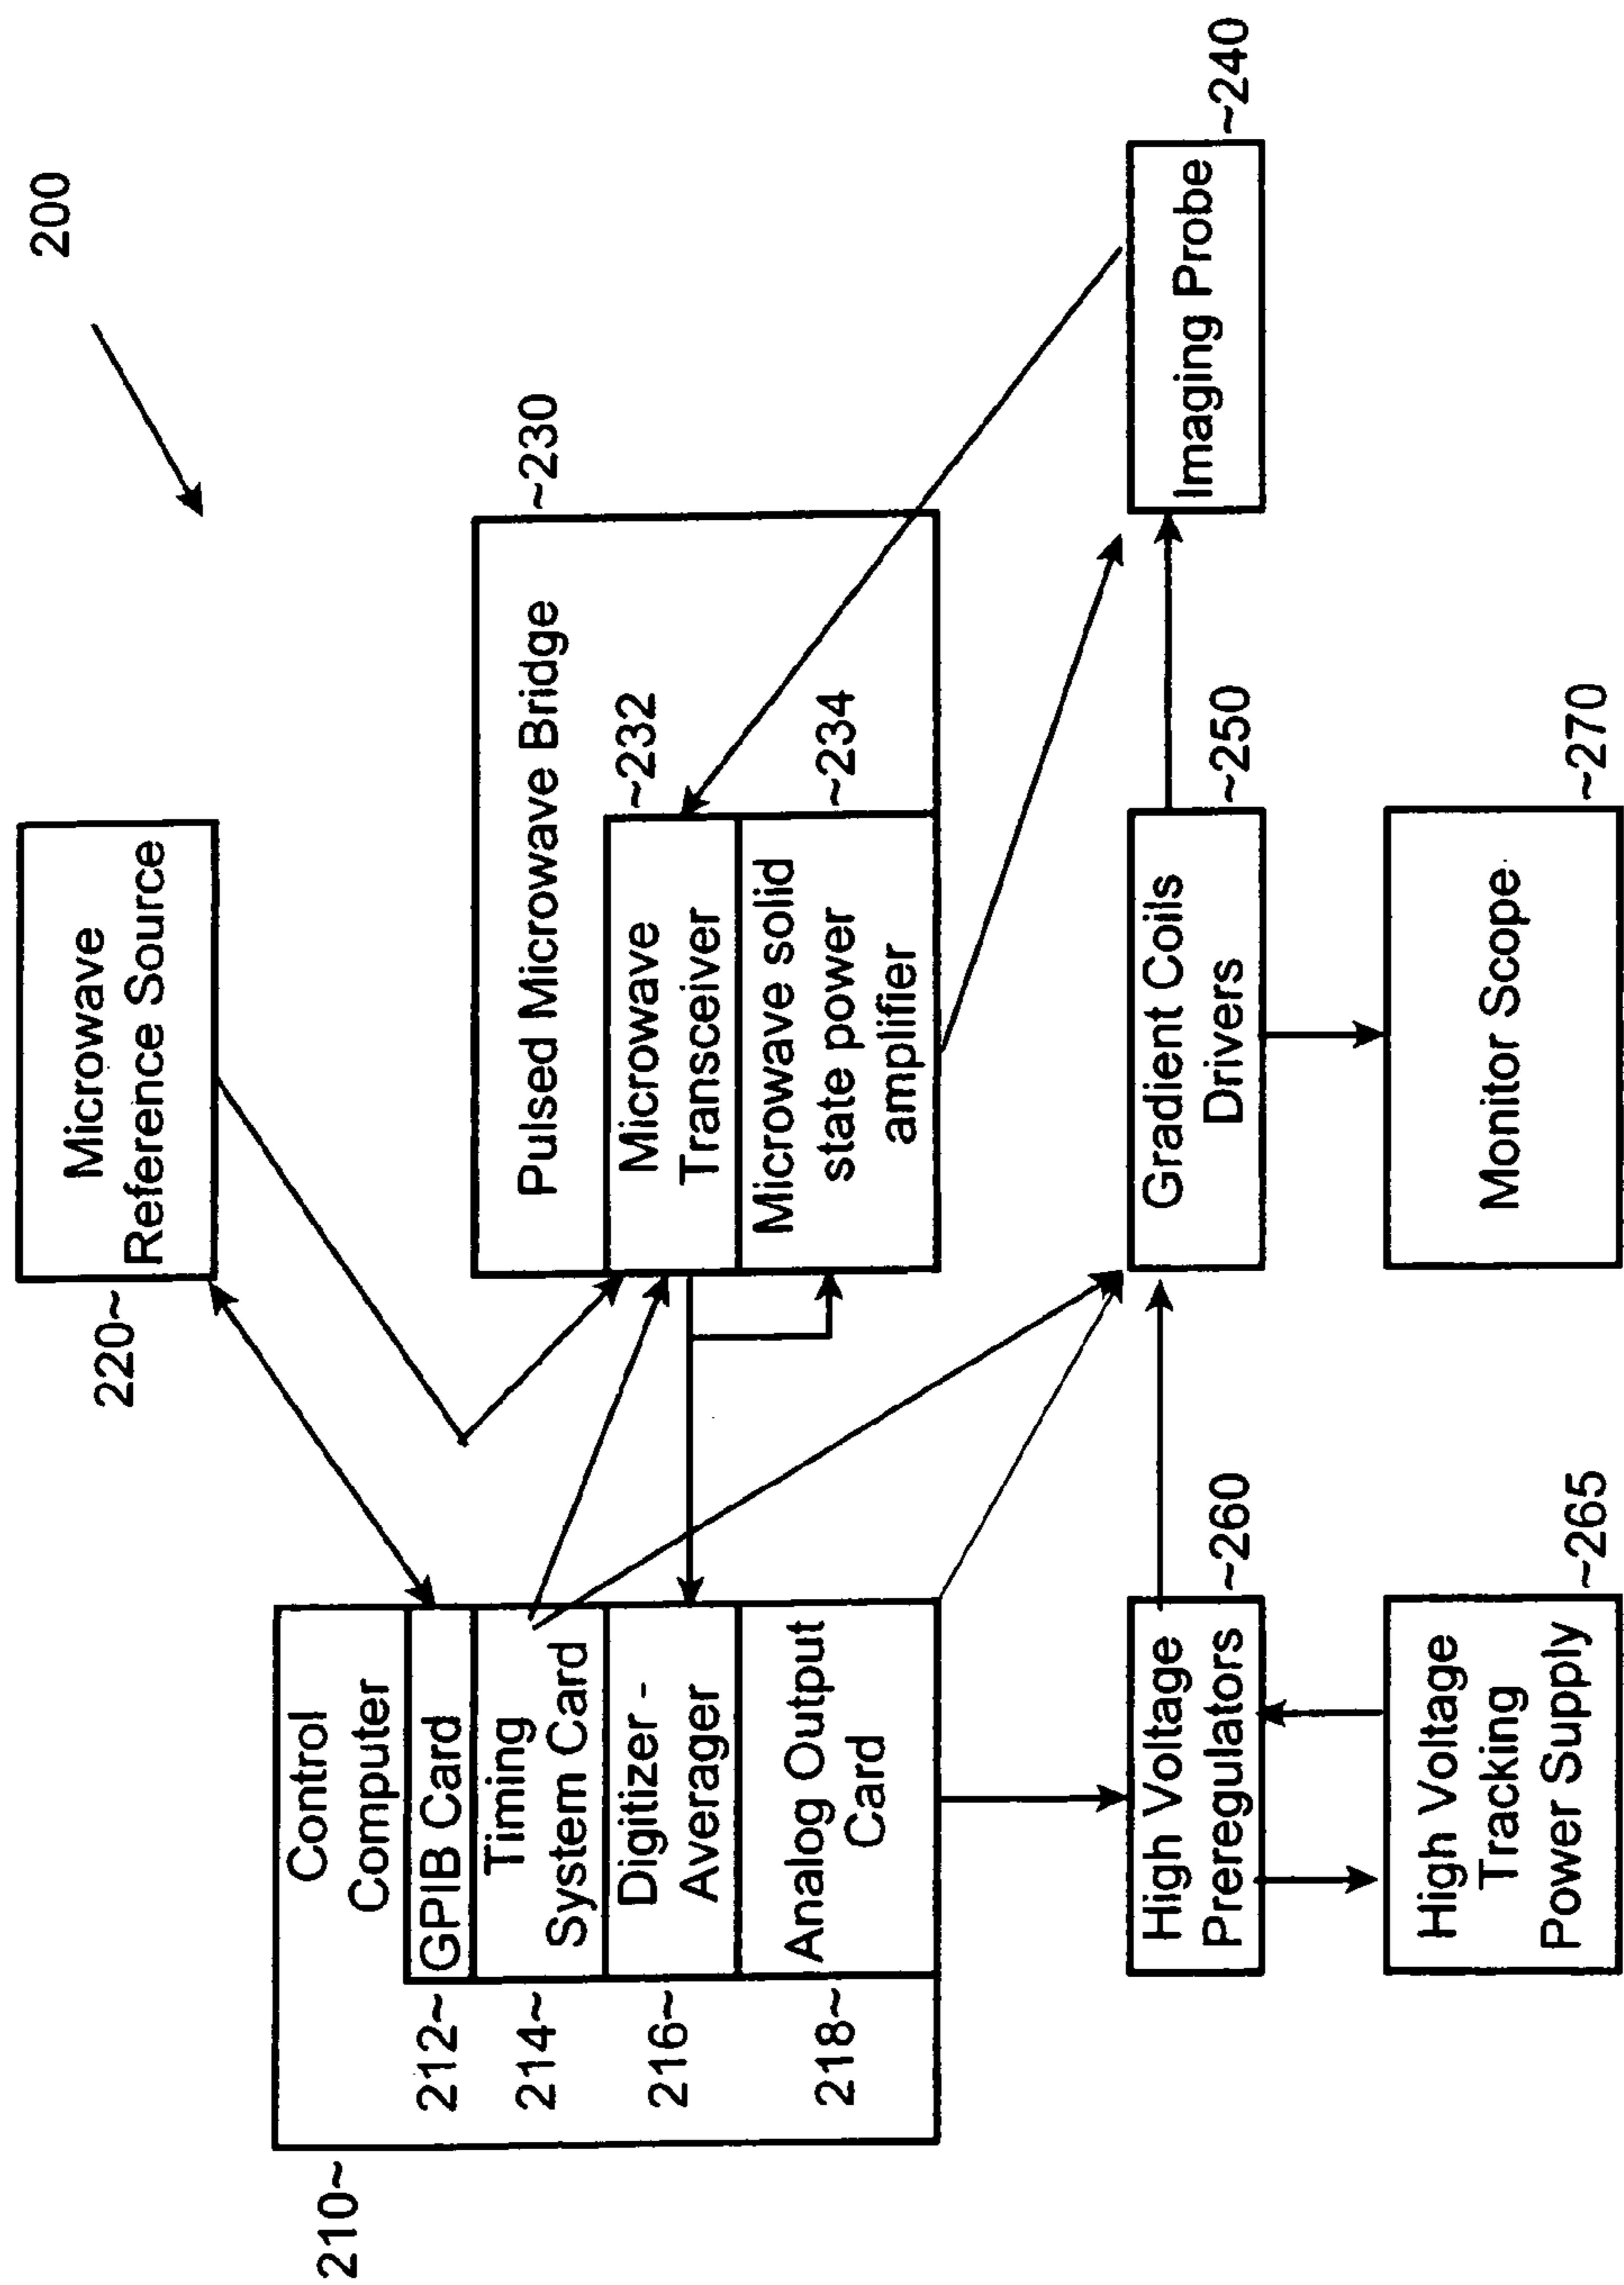 200
Microwave
Reference Source
220~
Control
Computer
GPIB Card
Timing
System Card
Digitizer -
Averager
Analog Output
Card
212~
214~
216~
218~
210~
Pulsed Microwave Bridge
~230
Microwave
Transceiver
~232
Microwave solid
state power
amplifier
~234
High Voltage
Preregulators
~260
Gradient Coils
Drivers
~250
Imaging Probe
~240
High Voltage
Tracking
Power Supply
~265
Monitor Scope
~270